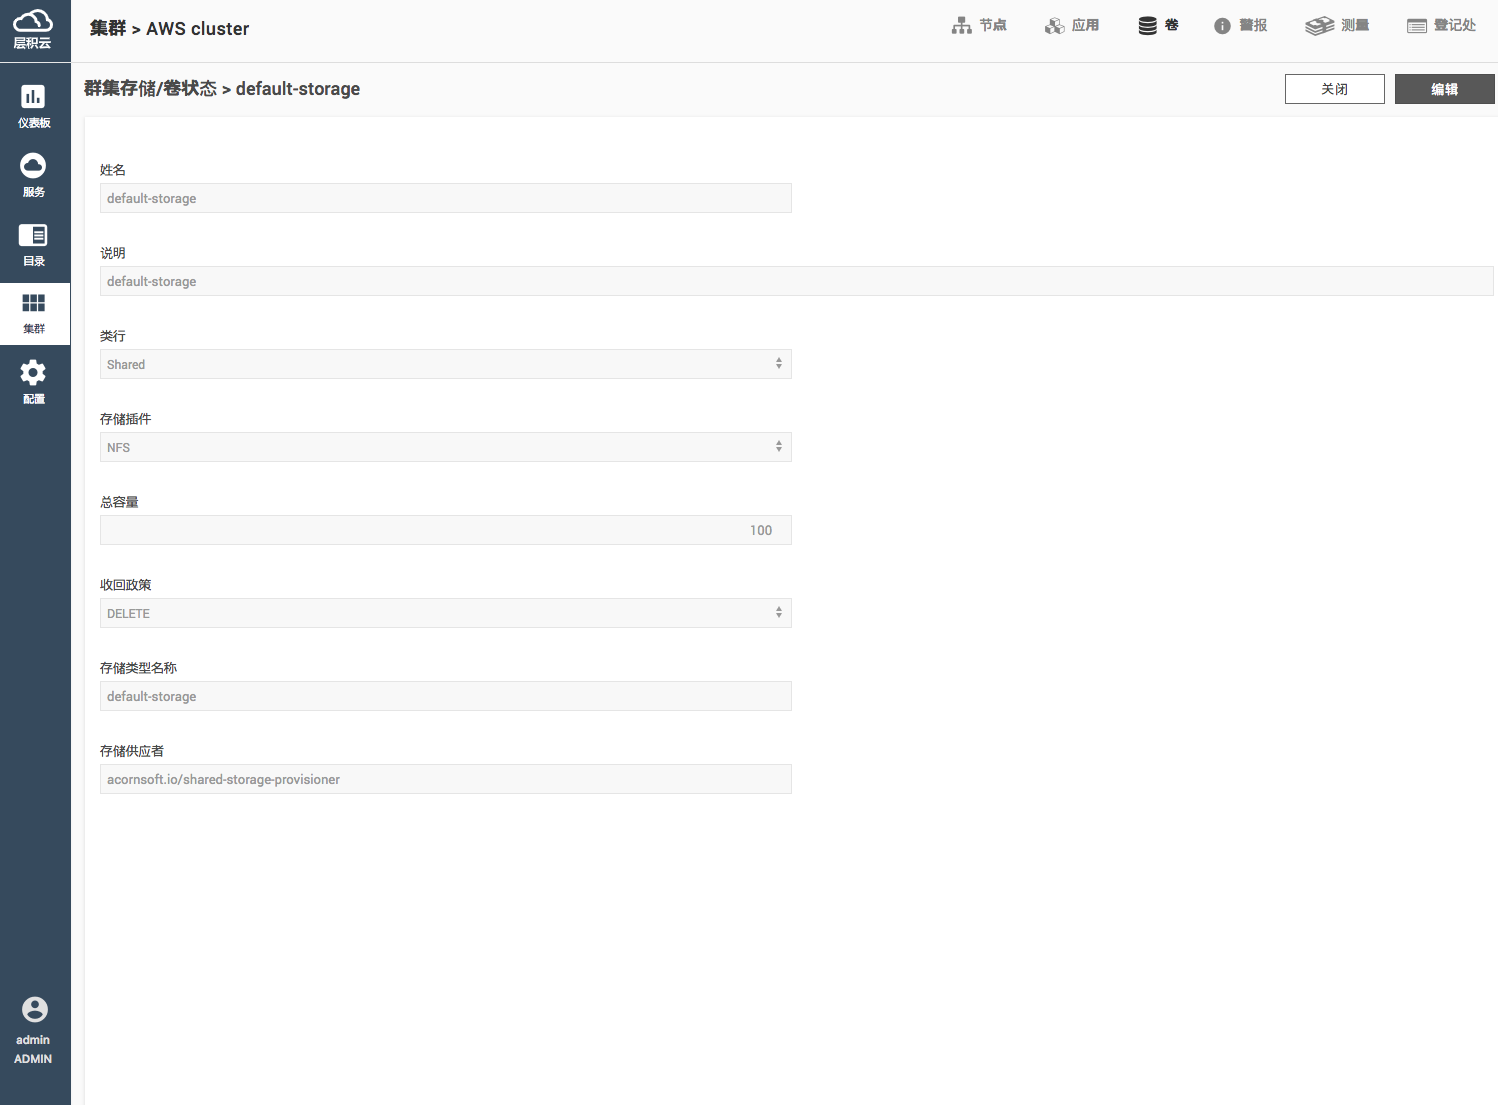 层积云
集群 > AWS cluster
节点
应用
卷
警报
测量
登记处
群集存储/卷状态 > default-storage
关闭
编辑
仪表板
服务
目录
集群
配置
姓名
default-storage
说明
default-storage
类行
Shared
存储插件
NFS
总容量
100
收回政策
DELETE
存储类型名称
default-storage
存储供应者
acornsoft.io/shared-storage-provisioner
admin
ADMIN